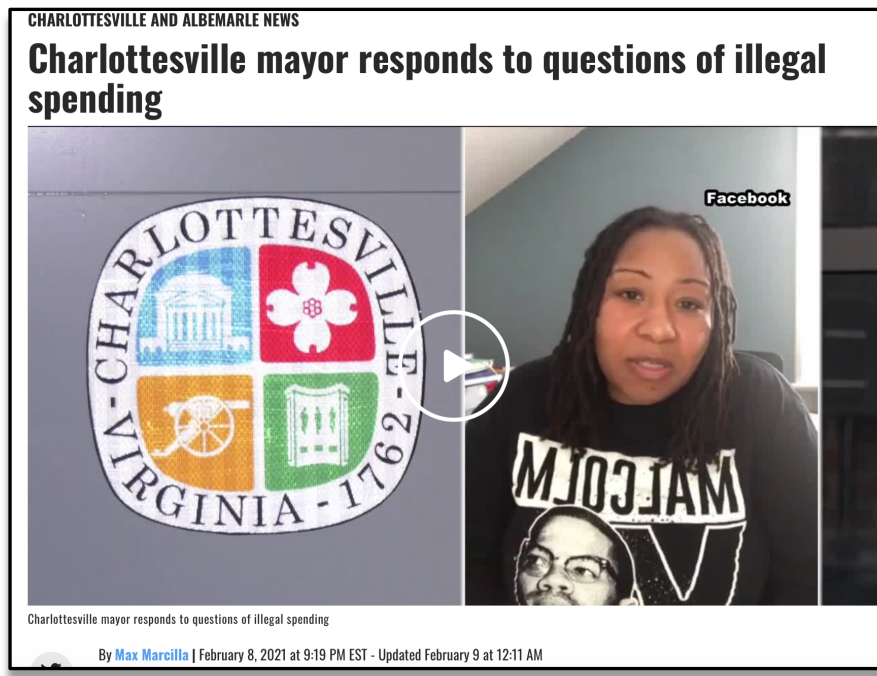 CHARLOTTESVILLE AND ALBEMARLE NEWS
Charlottesville mayor responds to questions of illegal
spending
CHARLOTTESVILLE
VIRGINIA - 1762
Facebook
MALCOLM
X
Charlottesville mayor responds to questions of illegal spending
By Max Marcilla | February 8, 2021 at 9:19 PM EST - Updated February 9 at 12:11 AM